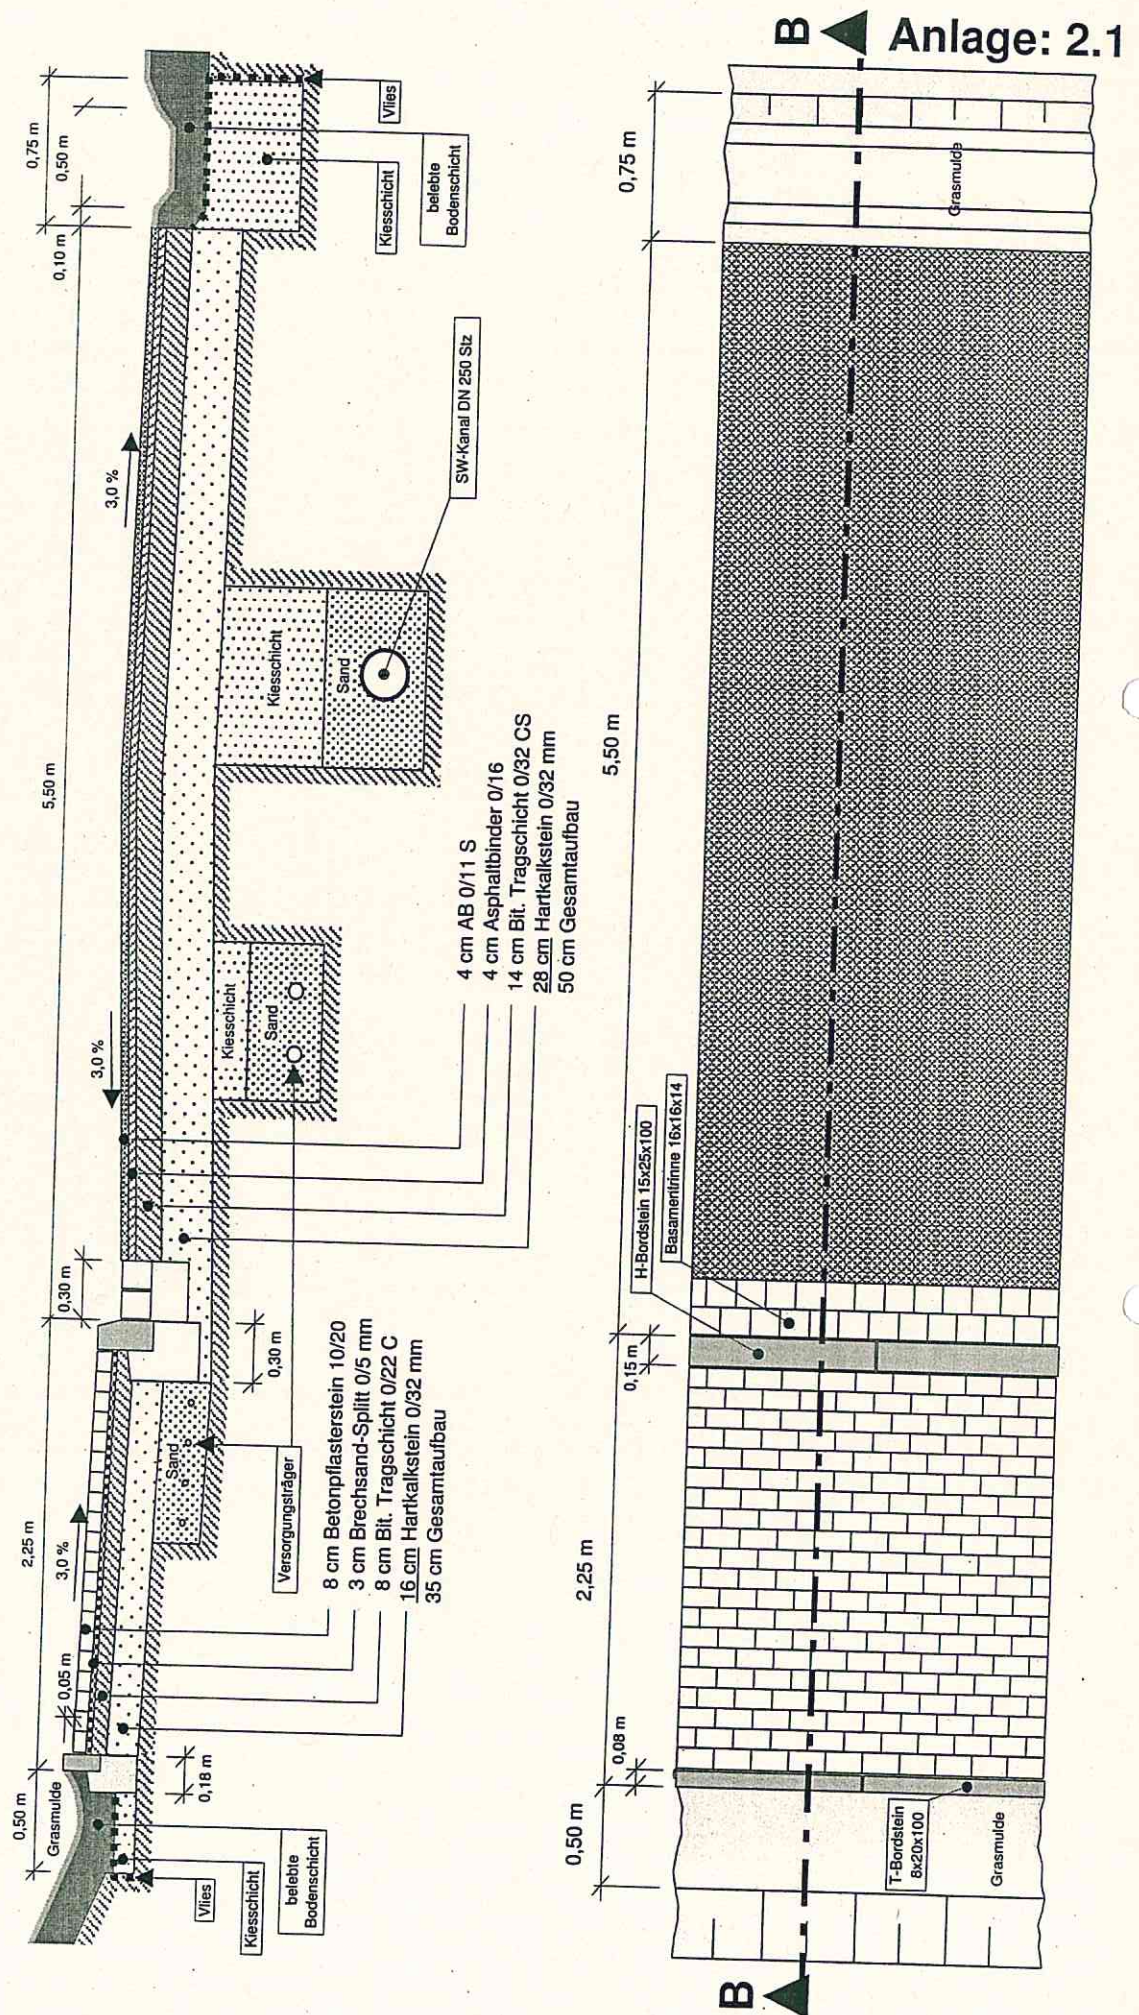 Anlage: 2.1
B
0,50 m
2,25 m
5,50 m
0,75 m
0,50 m
0,10 m
Grasmulde
0,05 m
3,0 %
0,30 m
3,0 %
3,0 %
0,18 m
Sand
0,30 m
Kiesschicht
Sand
Kiesschicht
Sand
Vlies
Kiesschicht
belebte
Bodenschicht
Versorgungsträger
8 cm Betonpflasterstein 10/20
3 cm Brechsand-Splitt 0/5 mm
8 cm Bit. Tragschicht 0/22 C
16 cm Hartkalkstein 0/32 mm
35 cm Gesamtaufbau
4 cm AB 0/11 S
4 cm Asphaltbinder 0/16
14 cm Bit. Tragschicht 0/32 CS
28 cm Hartkalkstein 0/32 mm
50 cm Gesamtaufbau
SW-Kanal DN 250 Stz
Vlies
Kiesschicht
belebte
Bodenschicht
0,50 m
0,08 m
2,25 m
0,15 m
5,50 m
0,75 m
H-Bordstein 15x25x100
Basamentrinne 16x16x14
T-Bordstein
8x20x100
Grasmulde
Grasmulde
B